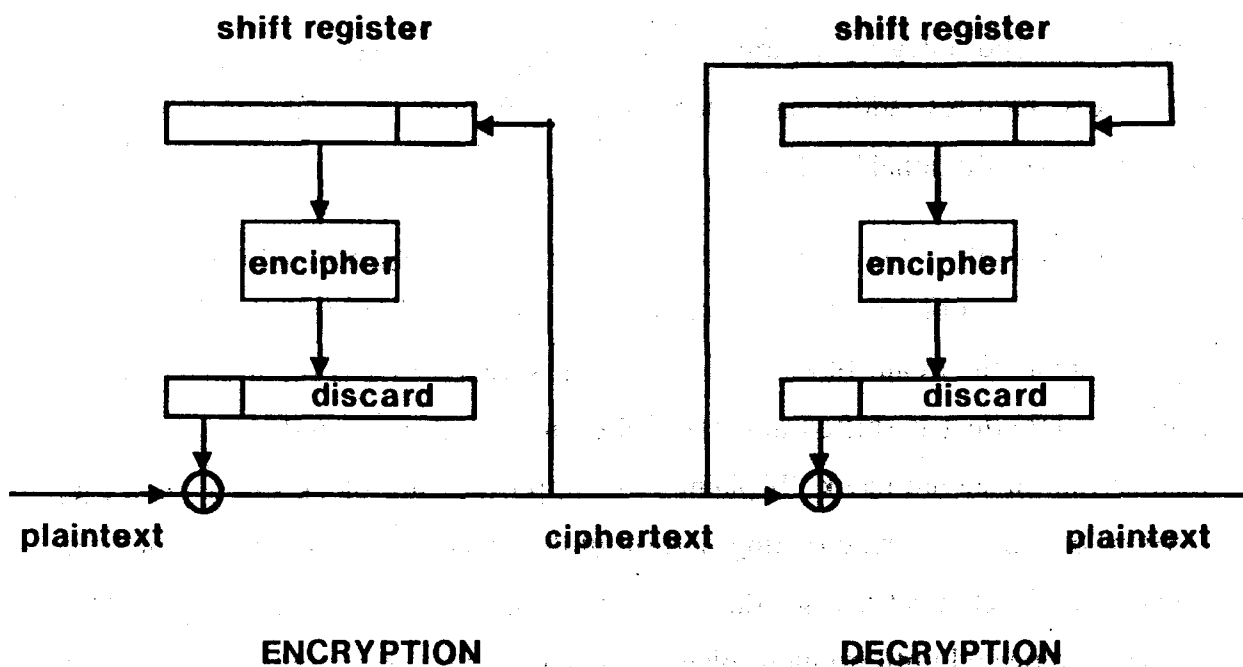 shift register shift register
encipher encipher
discard discard
plaintext ciphertext plaintext
ENCRYPTION DECRYPTION